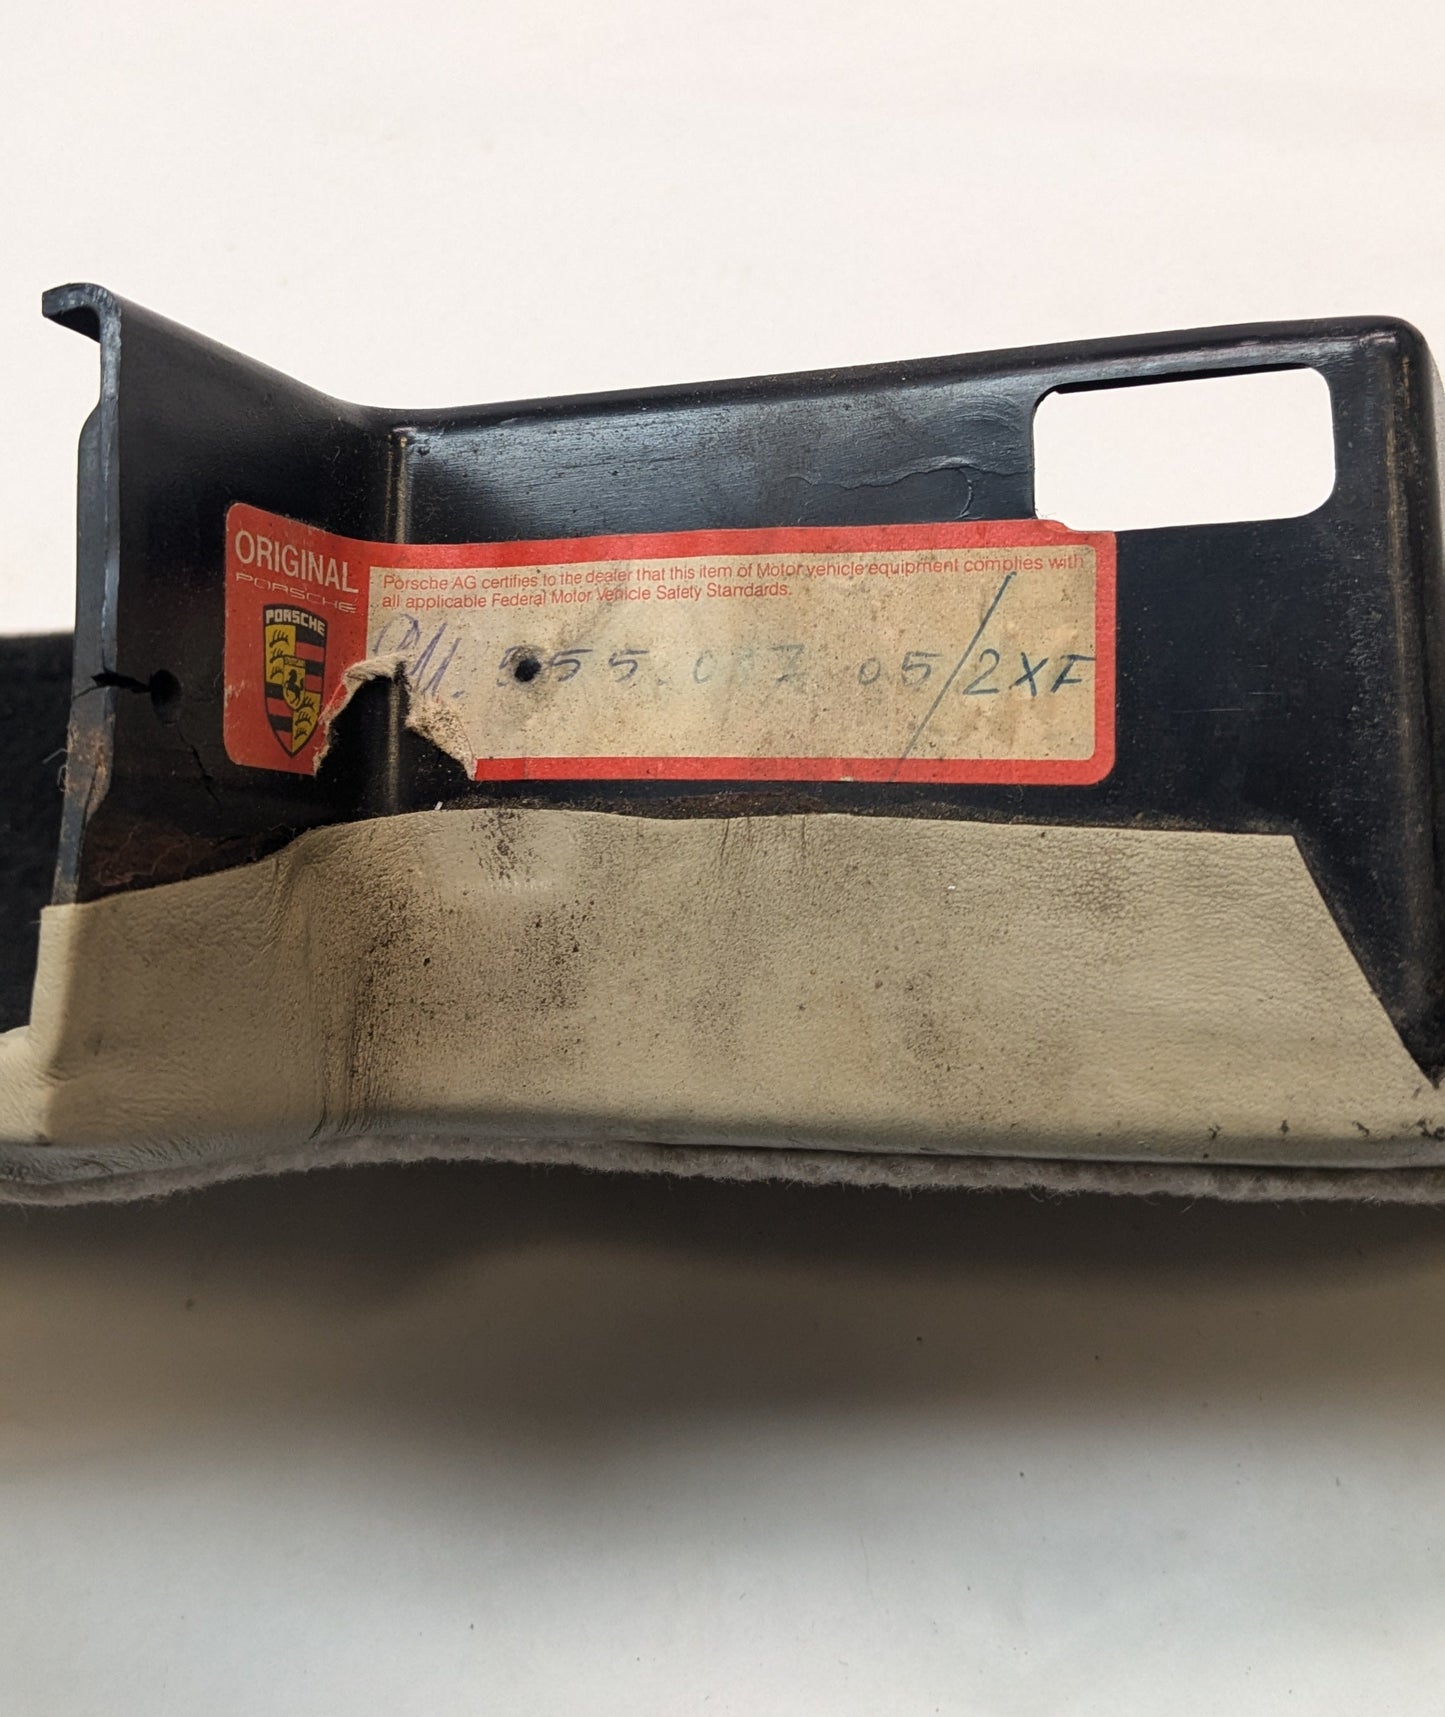 ORIGINAL
PORSCHE
PORSCHE
Porsche AG certifies to the dealer that this item of Motor vehicle equipment complies with
all applicable Federal Motor Vehicle Safety Standards.
911. 555. 05/2XF